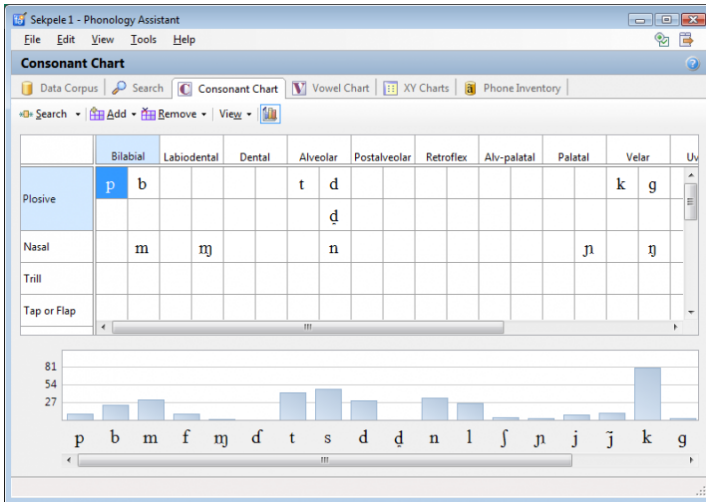 Sekpele 1 - Phonology Assistant
File Edit View Tools Help
Consonant Chart
Data Corpus Search Consonant Chart Vowel Chart XY Charts Phone Inventory
Search Add Remove View
Bilabial Labiodental Dental Alveolar Postalveolar Retroflex Alv-palatal Palatal Velar Uv
Plosive p b t d k ɡ
d̪
Nasal m ɱ n ɲ ŋ
Trill
Tap or Flap
81
54
27
p b m f ɱ ɗ t s d d̪ n l ʃ ɲ j j̃ k ɡ